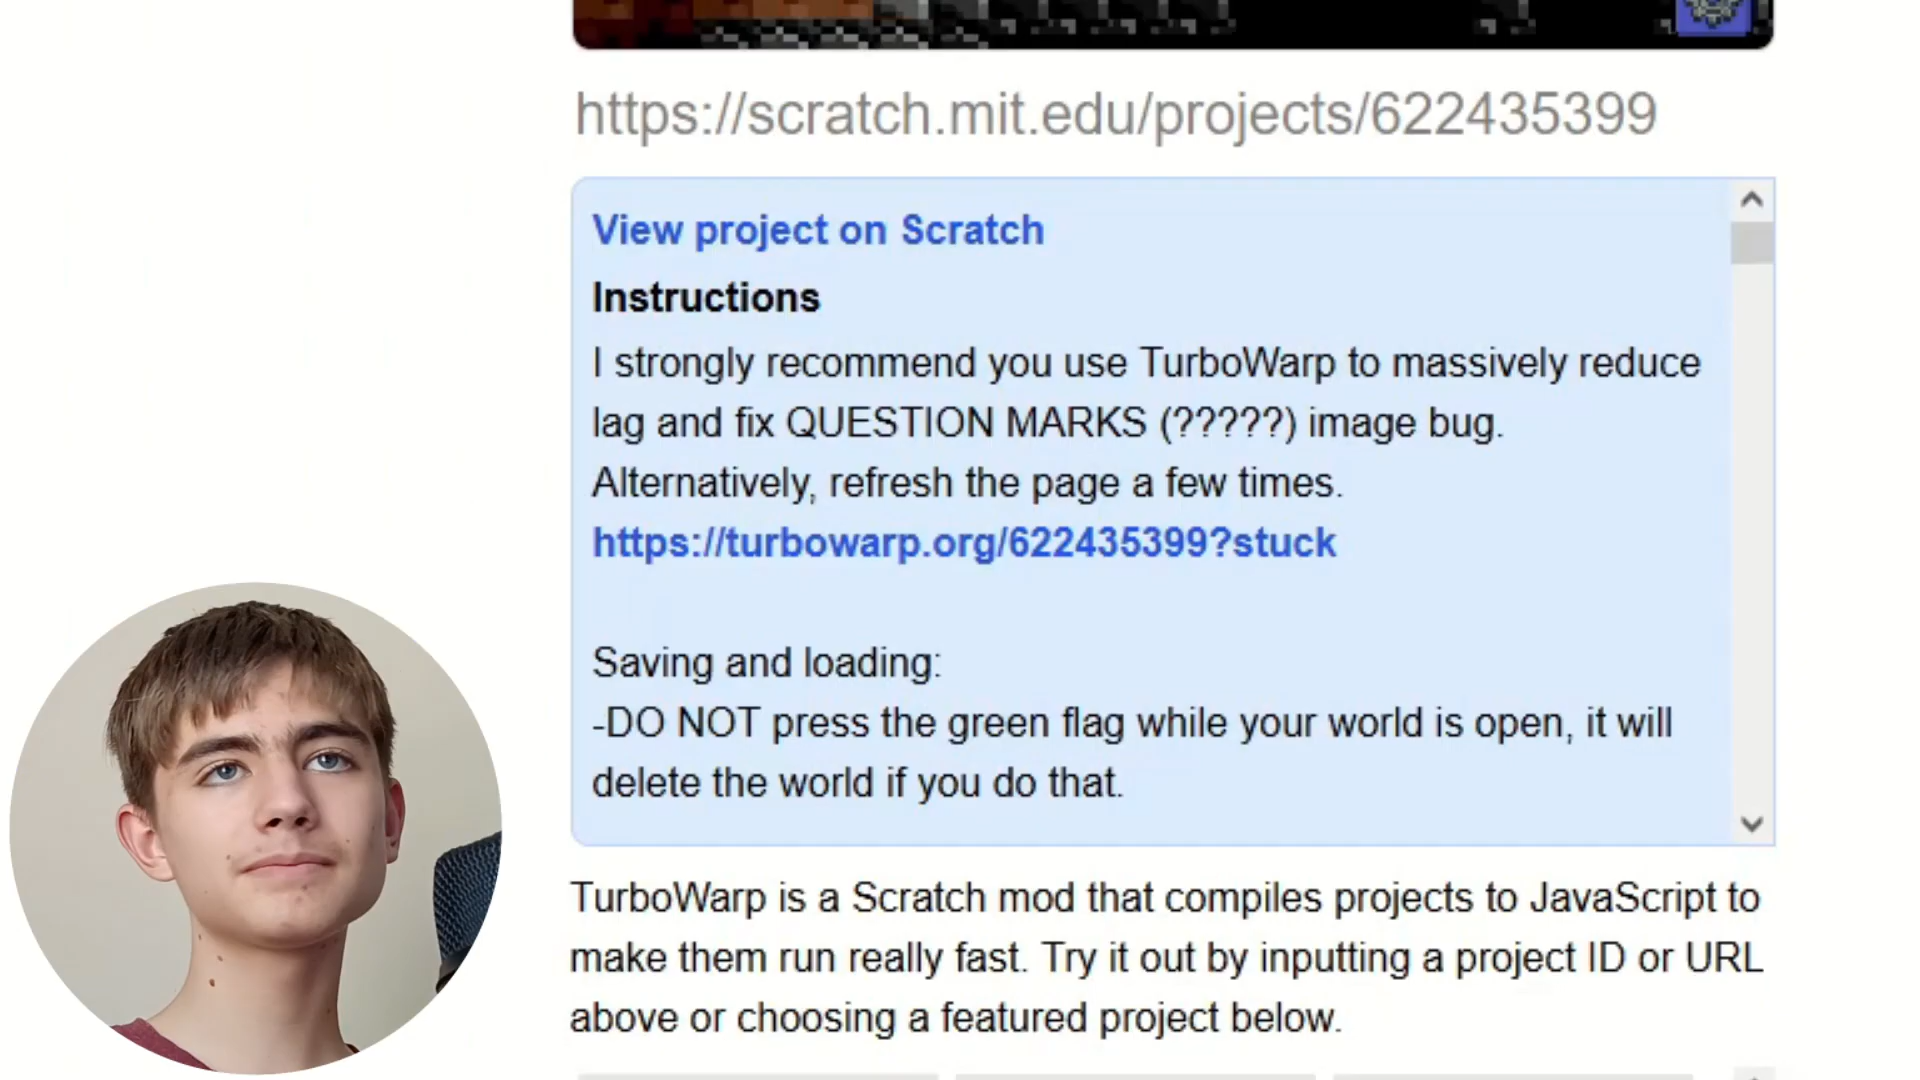 https://scratch.mit.edu/projects/622435399
View project on Scratch
Instructions
I strongly recommend you use TurboWarp to massively reduce
lag and fix QUESTION MARKS (?????) image bug.
Alternatively, refresh the page a few times.
https://turbowarp.org/622435399?stuck
Saving and loading:
-DO NOT press the green flag while your world is open, it will
delete the world if you do that.
TurboWarp is a Scratch mod that compiles projects to JavaScript to
make them run really fast. Try it out by inputting a project ID or URL
above or choosing a featured project below.